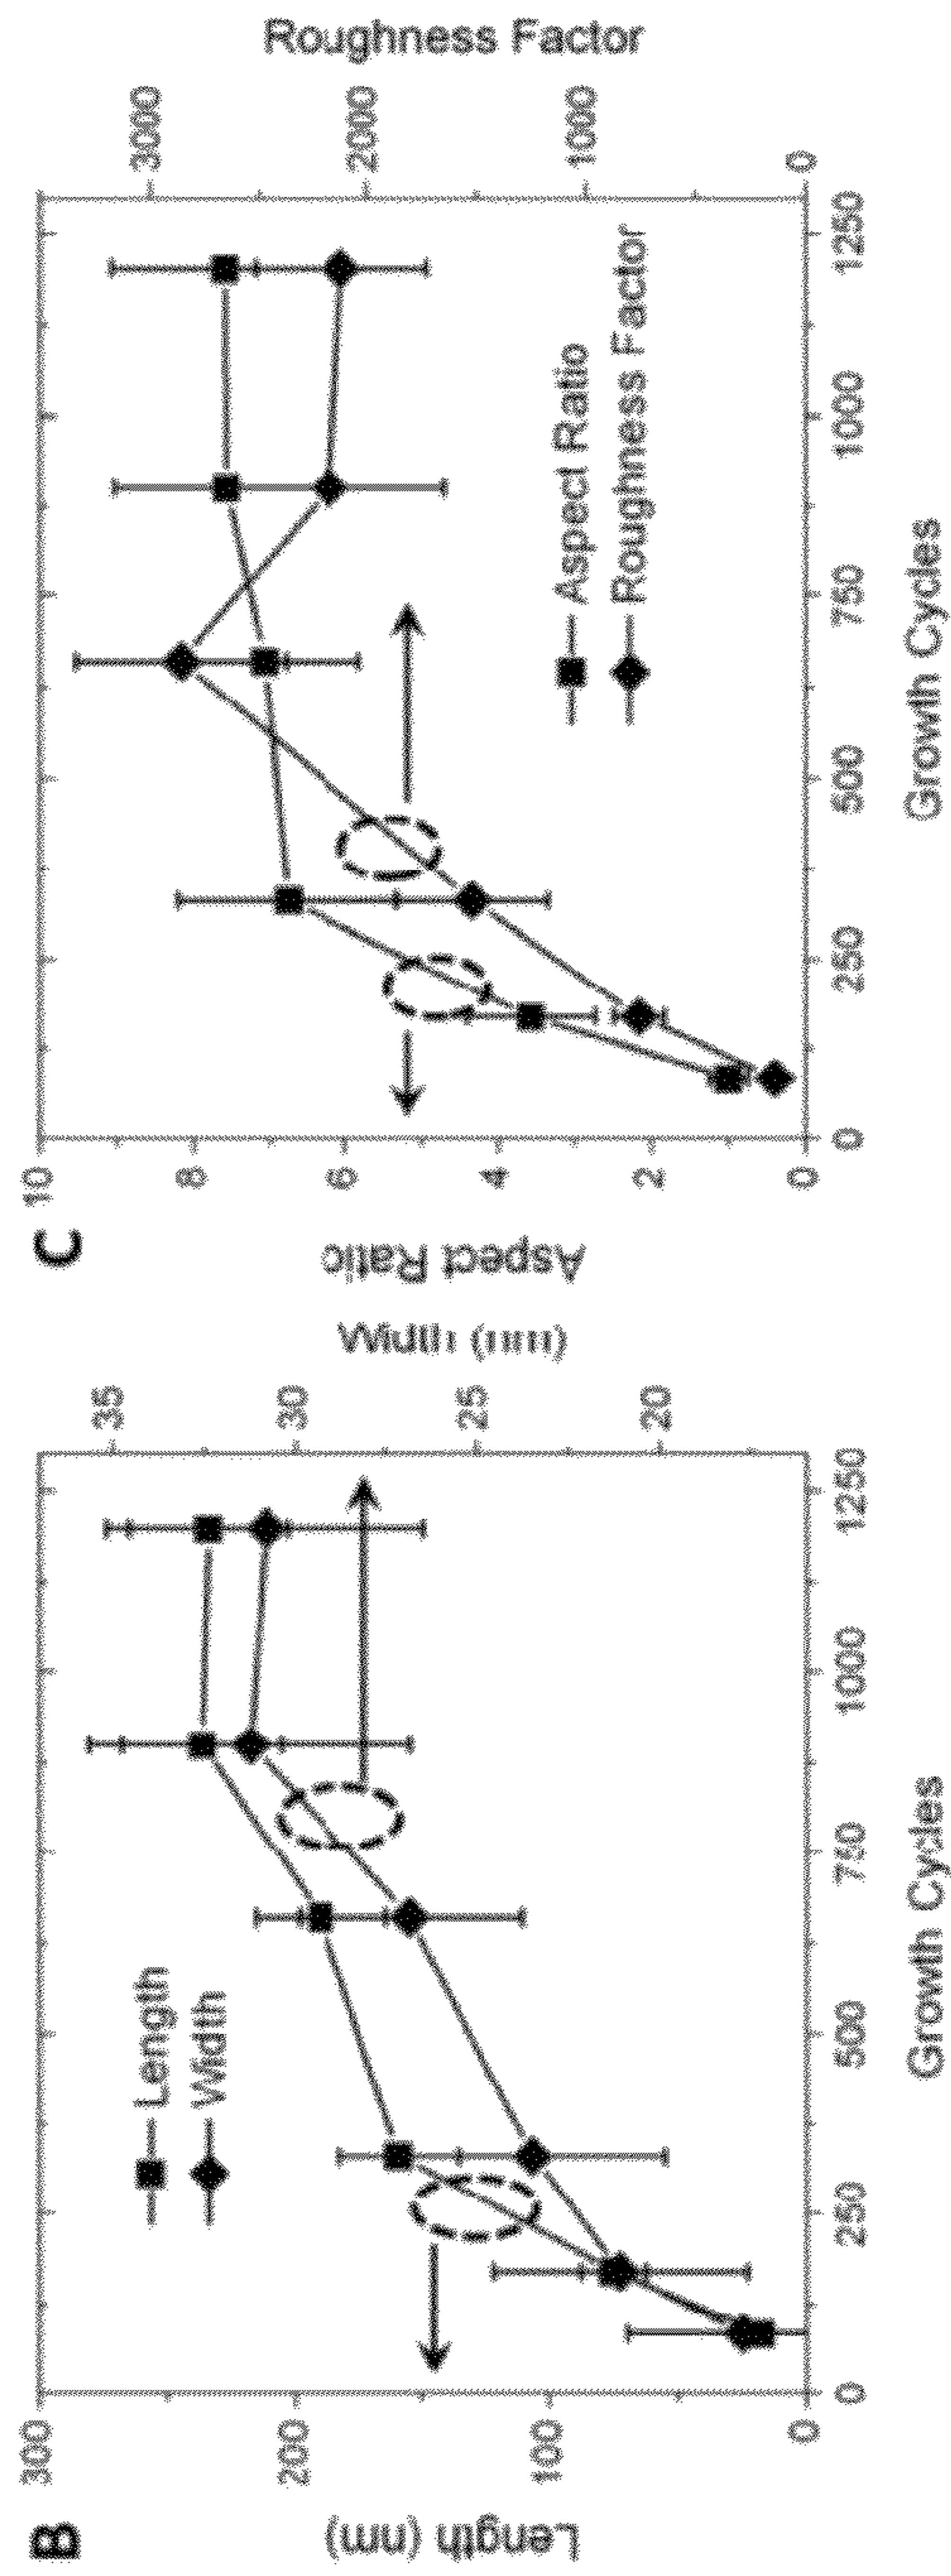 B
Length (nm)
300
200
100
0
Length
Width
35
30
25
20
Width (nm)
0
250
500
750
1000
1250
Growth Cycles
C
Aspect Ratio
10
8
6
4
2
0
Aspect Ratio
Roughness Factor
3000
2000
1000
0
Roughness Factor
0
250
500
750
1000
1250
Growth Cycles